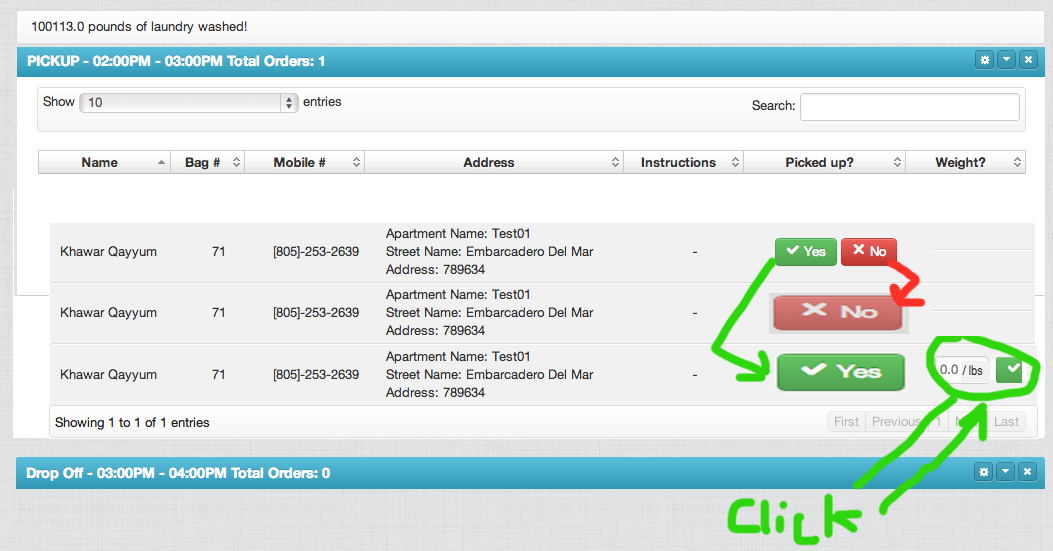 100113.0 pounds of laundry washed!
PICKUP - 02:00PM - 03:00PM Total Orders: 1
Show 10 entries Search:
Name Bag # Mobile # Address Instructions Picked up? Weight?
Apartment Name: Test01
Khawar Qayyum 71 [805]-253-2639 Street Name: Embarcadero Del Mar - Yes No
Address: 789634
Apartment Name: Test01
Khawar Qayyum 71 [805]-253-2639 Street Name: Embarcadero Del Mar - No
Address: 789634
Apartment Name: Test01
Khawar Qayyum 71 [805]-253-2639 Street Name: Embarcadero Del Mar - Yes 0.0 / lbs
Address: 789634
Showing 1 to 1 of 1 entries First Previous 1 Last
Drop Off - 03:00PM - 04:00PM Total Orders: 0
Click